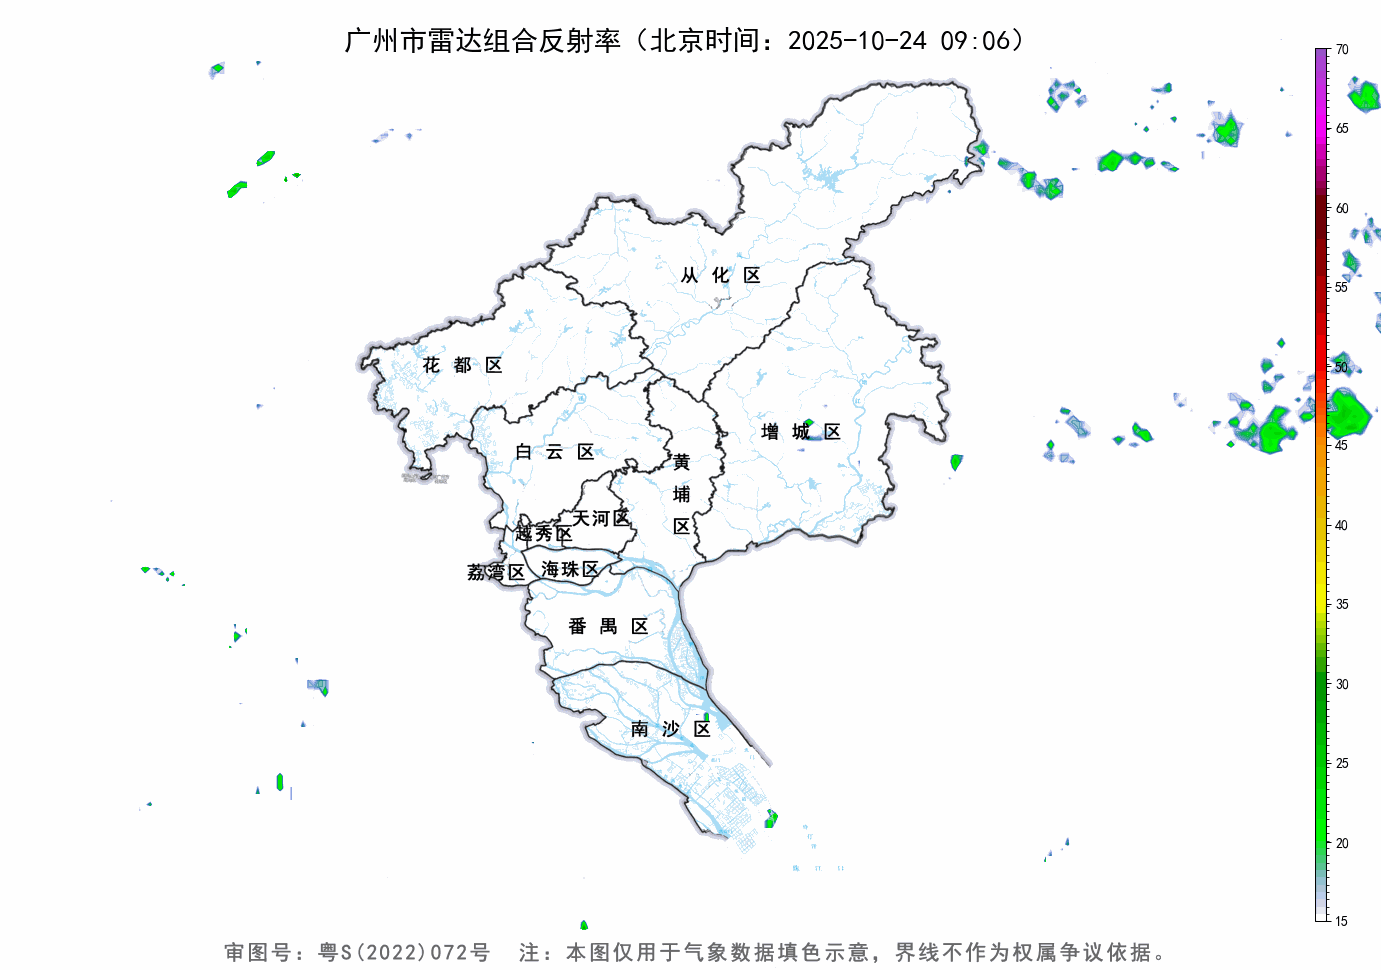 广州市雷达组合反射率（北京时间：2025-10-24 09:06）
70
65
60
55
50
45
40
35
30
25
20
15
从化区
花都区
增城区
白云区
黄埔区
天河区
越秀区
荔湾区
海珠区
番禺区
南沙区
审图号：粤S(2022)072号 注：本图仅用于气象数据填色示意，界线不作为权属争议依据。